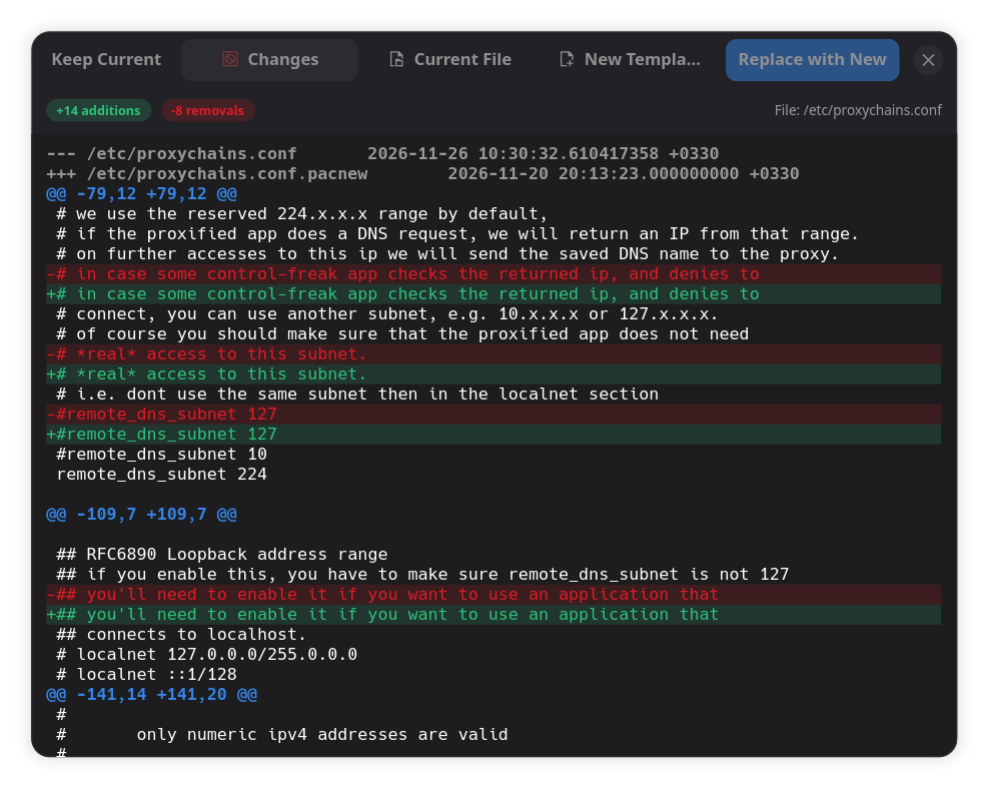 Keep Current Changes Current File New Templa... Replace with New
+14 additions -8 removals File: /etc/proxychains.conf
--- /etc/proxychains.conf 2026-11-26 10:30:32.610417358 +0330
+++ /etc/proxychains.conf.pacnew 2026-11-20 20:13:23.000000000 +0330
@@ -79,12 +79,12 @@
# we use the reserved 224.x.x.x range by default,
# if the proxified app does a DNS request, we will return an IP from that range.
# on further accesses to this ip we will send the saved DNS name to the proxy.
-# in case some control-freak app checks the returned ip, and denies to
+# in case some control-freak app checks the returned ip, and denies to
# connect, you can use another subnet, e.g. 10.x.x.x or 127.x.x.x.
# of course you should make sure that the proxified app does not need
-# *real* access to this subnet.
+# *real* access to this subnet.
# i.e. dont use the same subnet then in the localnet section
-#remote_dns_subnet 127
+#remote_dns_subnet 127
#remote_dns_subnet 10
remote_dns_subnet 224
@@ -109,7 +109,7 @@
## RFC6890 Loopback address range
## if you enable this, you have to make sure remote_dns_subnet is not 127
-## you'll need to enable it if you want to use an application that
+## you'll need to enable it if you want to use an application that
## connects to localhost.
# localnet 127.0.0.0/255.0.0.0
# localnet ::1/128
@@ -141,14 +141,20 @@
#
# only numeric ipv4 addresses are valid
#